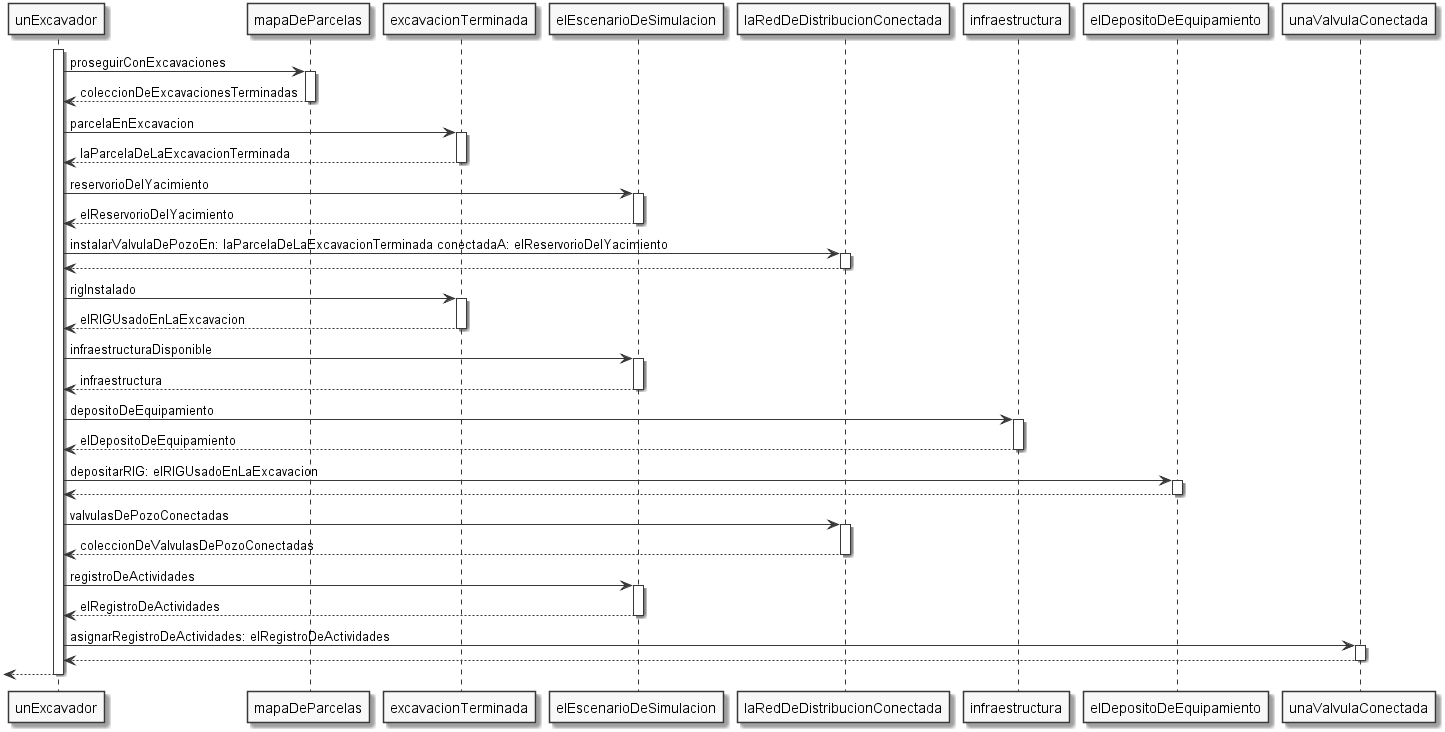 unExcavador mapaDeParcelas excavacionTerminada elEscenarioDeSimulacion laRedDeDistribucionConectada infraestructura elDepositoDeEquipamiento unaValvulaConectada
proseguirConExcavaciones
coleccionDeExcavacionesTerminadas
parcelaEnExcavacion
laParcelaDeLaExcavacionTerminada
reservorioDelYacimiento
elReservorioDelYacimiento
instalarValvulaDePozoEn: laParcelaDeLaExcavacionTerminada conectadaA: elReservorioDelYacimiento
rigInstalado
elRIGUsadoEnLaExcavacion
infraestructuraDisponible
infraestructura
depositoDeEquipamiento
elDepositoDeEquipamiento
depositarRIG: elRIGUsadoEnLaExcavacion
valvulasDePozoConectadas
coleccionDeValvulasDePozoConectadas
registroDeActividades
elRegistroDeActividades
asignarRegistroDeActividades: elRegistroDeActividades
unExcavador mapaDeParcelas excavacionTerminada elEscenarioDeSimulacion laRedDeDistribucionConectada infraestructura elDepositoDeEquipamiento unaValvulaConectada